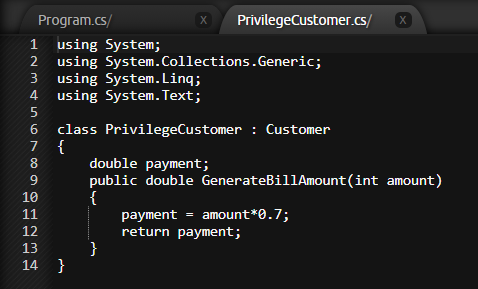 Program.cs/ x PrivilegeCustomer.cs/ x
1 using System;
2 using System.Collections.Generic;
3 using System.Linq;
4 using System.Text;
5
6 class PrivilegeCustomer : Customer
7 {
8     double payment;
9     public double GenerateBillAmount(int amount)
10     {
11         payment = amount*0.7;
12         return payment;
13     }
14 }